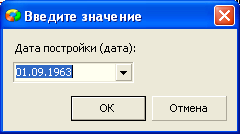 Введите значение
Дата постройки (дата):
01.09.1963
OK
Отмена